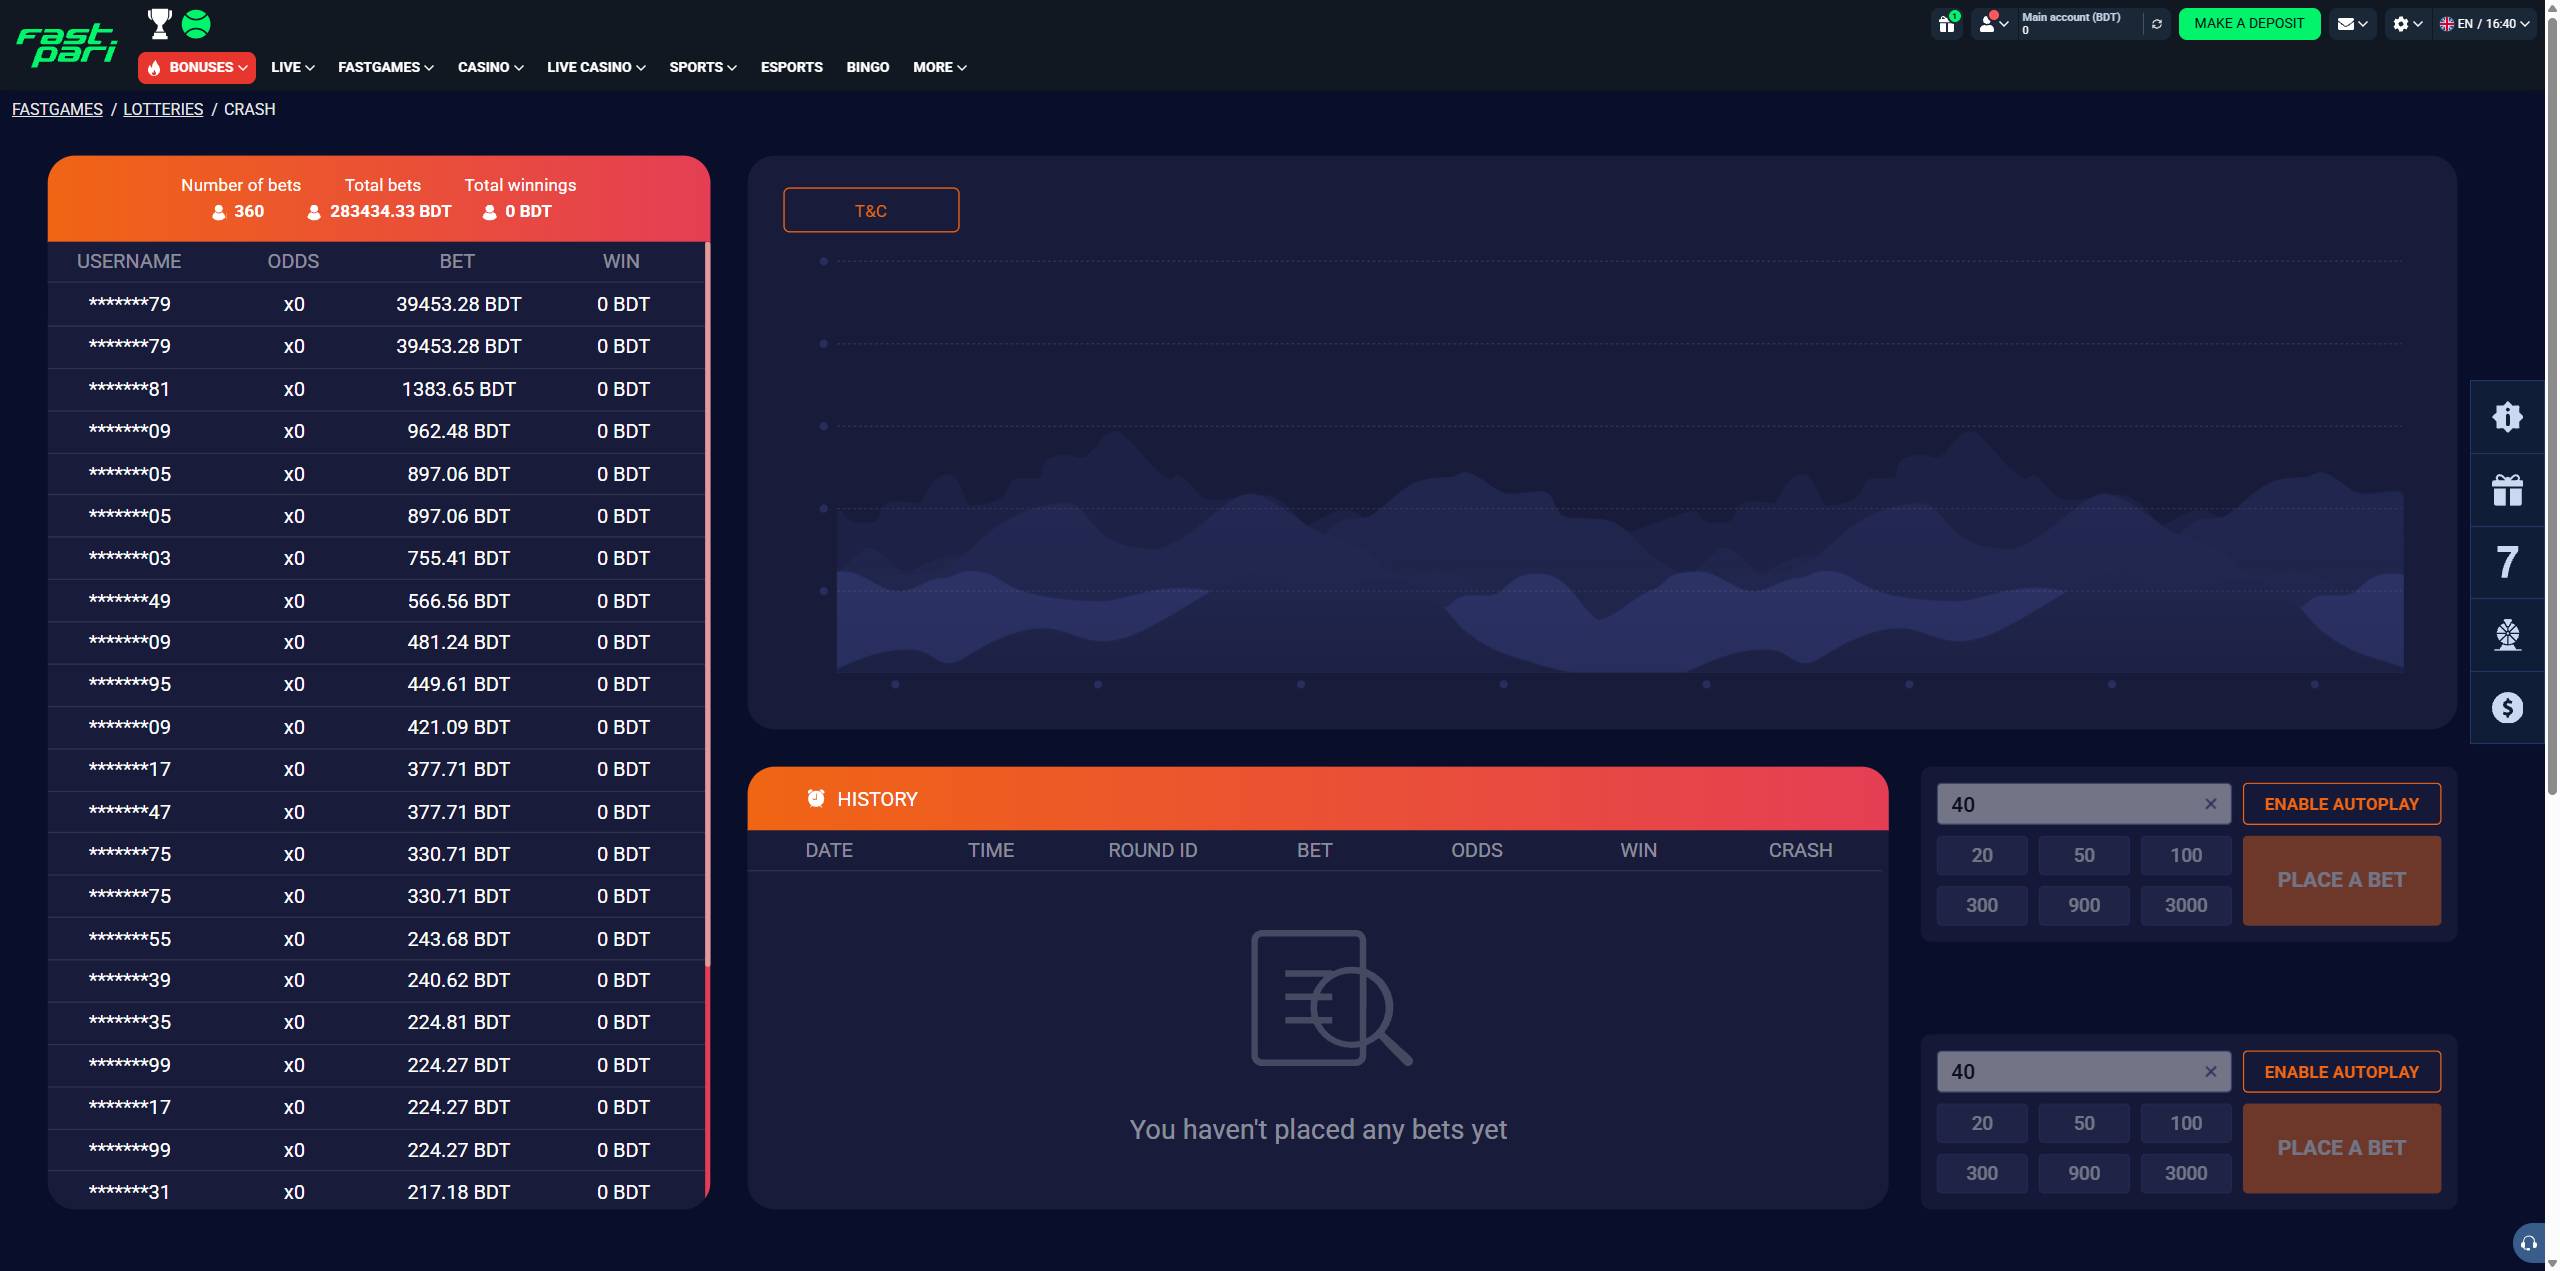 fast pari
BONUSES LIVE FASTGAMES CASINO LIVE CASINO SPORTS ESPORTS BINGO MORE
1 Main account (BDT) 0 MAKE A DEPOSIT EN / 16:40
FASTGAMES / LOTTERIES / CRASH
Number of bets Total bets Total winnings
360 283434.33 BDT 0 BDT
USERNAME ODDS BET WIN
*******79 x0 39453.28 BDT 0 BDT
*******79 x0 39453.28 BDT 0 BDT
*******81 x0 1383.65 BDT 0 BDT
*******09 x0 962.48 BDT 0 BDT
*******05 x0 897.06 BDT 0 BDT
*******05 x0 897.06 BDT 0 BDT
*******03 x0 755.41 BDT 0 BDT
*******49 x0 566.56 BDT 0 BDT
*******09 x0 481.24 BDT 0 BDT
*******95 x0 449.61 BDT 0 BDT
*******09 x0 421.09 BDT 0 BDT
*******17 x0 377.71 BDT 0 BDT
*******47 x0 377.71 BDT 0 BDT
*******75 x0 330.71 BDT 0 BDT
*******75 x0 330.71 BDT 0 BDT
*******55 x0 243.68 BDT 0 BDT
*******39 x0 240.62 BDT 0 BDT
*******35 x0 224.81 BDT 0 BDT
*******99 x0 224.27 BDT 0 BDT
*******17 x0 224.27 BDT 0 BDT
*******99 x0 224.27 BDT 0 BDT
*******31 x0 217.18 BDT 0 BDT
T&C
7
HISTORY
DATE TIME ROUND ID BET ODDS WIN CRASH
You haven't placed any bets yet
40 ENABLE AUTOPLAY
20 50 100
PLACE A BET
300 900 3000
40 ENABLE AUTOPLAY
20 50 100
PLACE A BET
300 900 3000